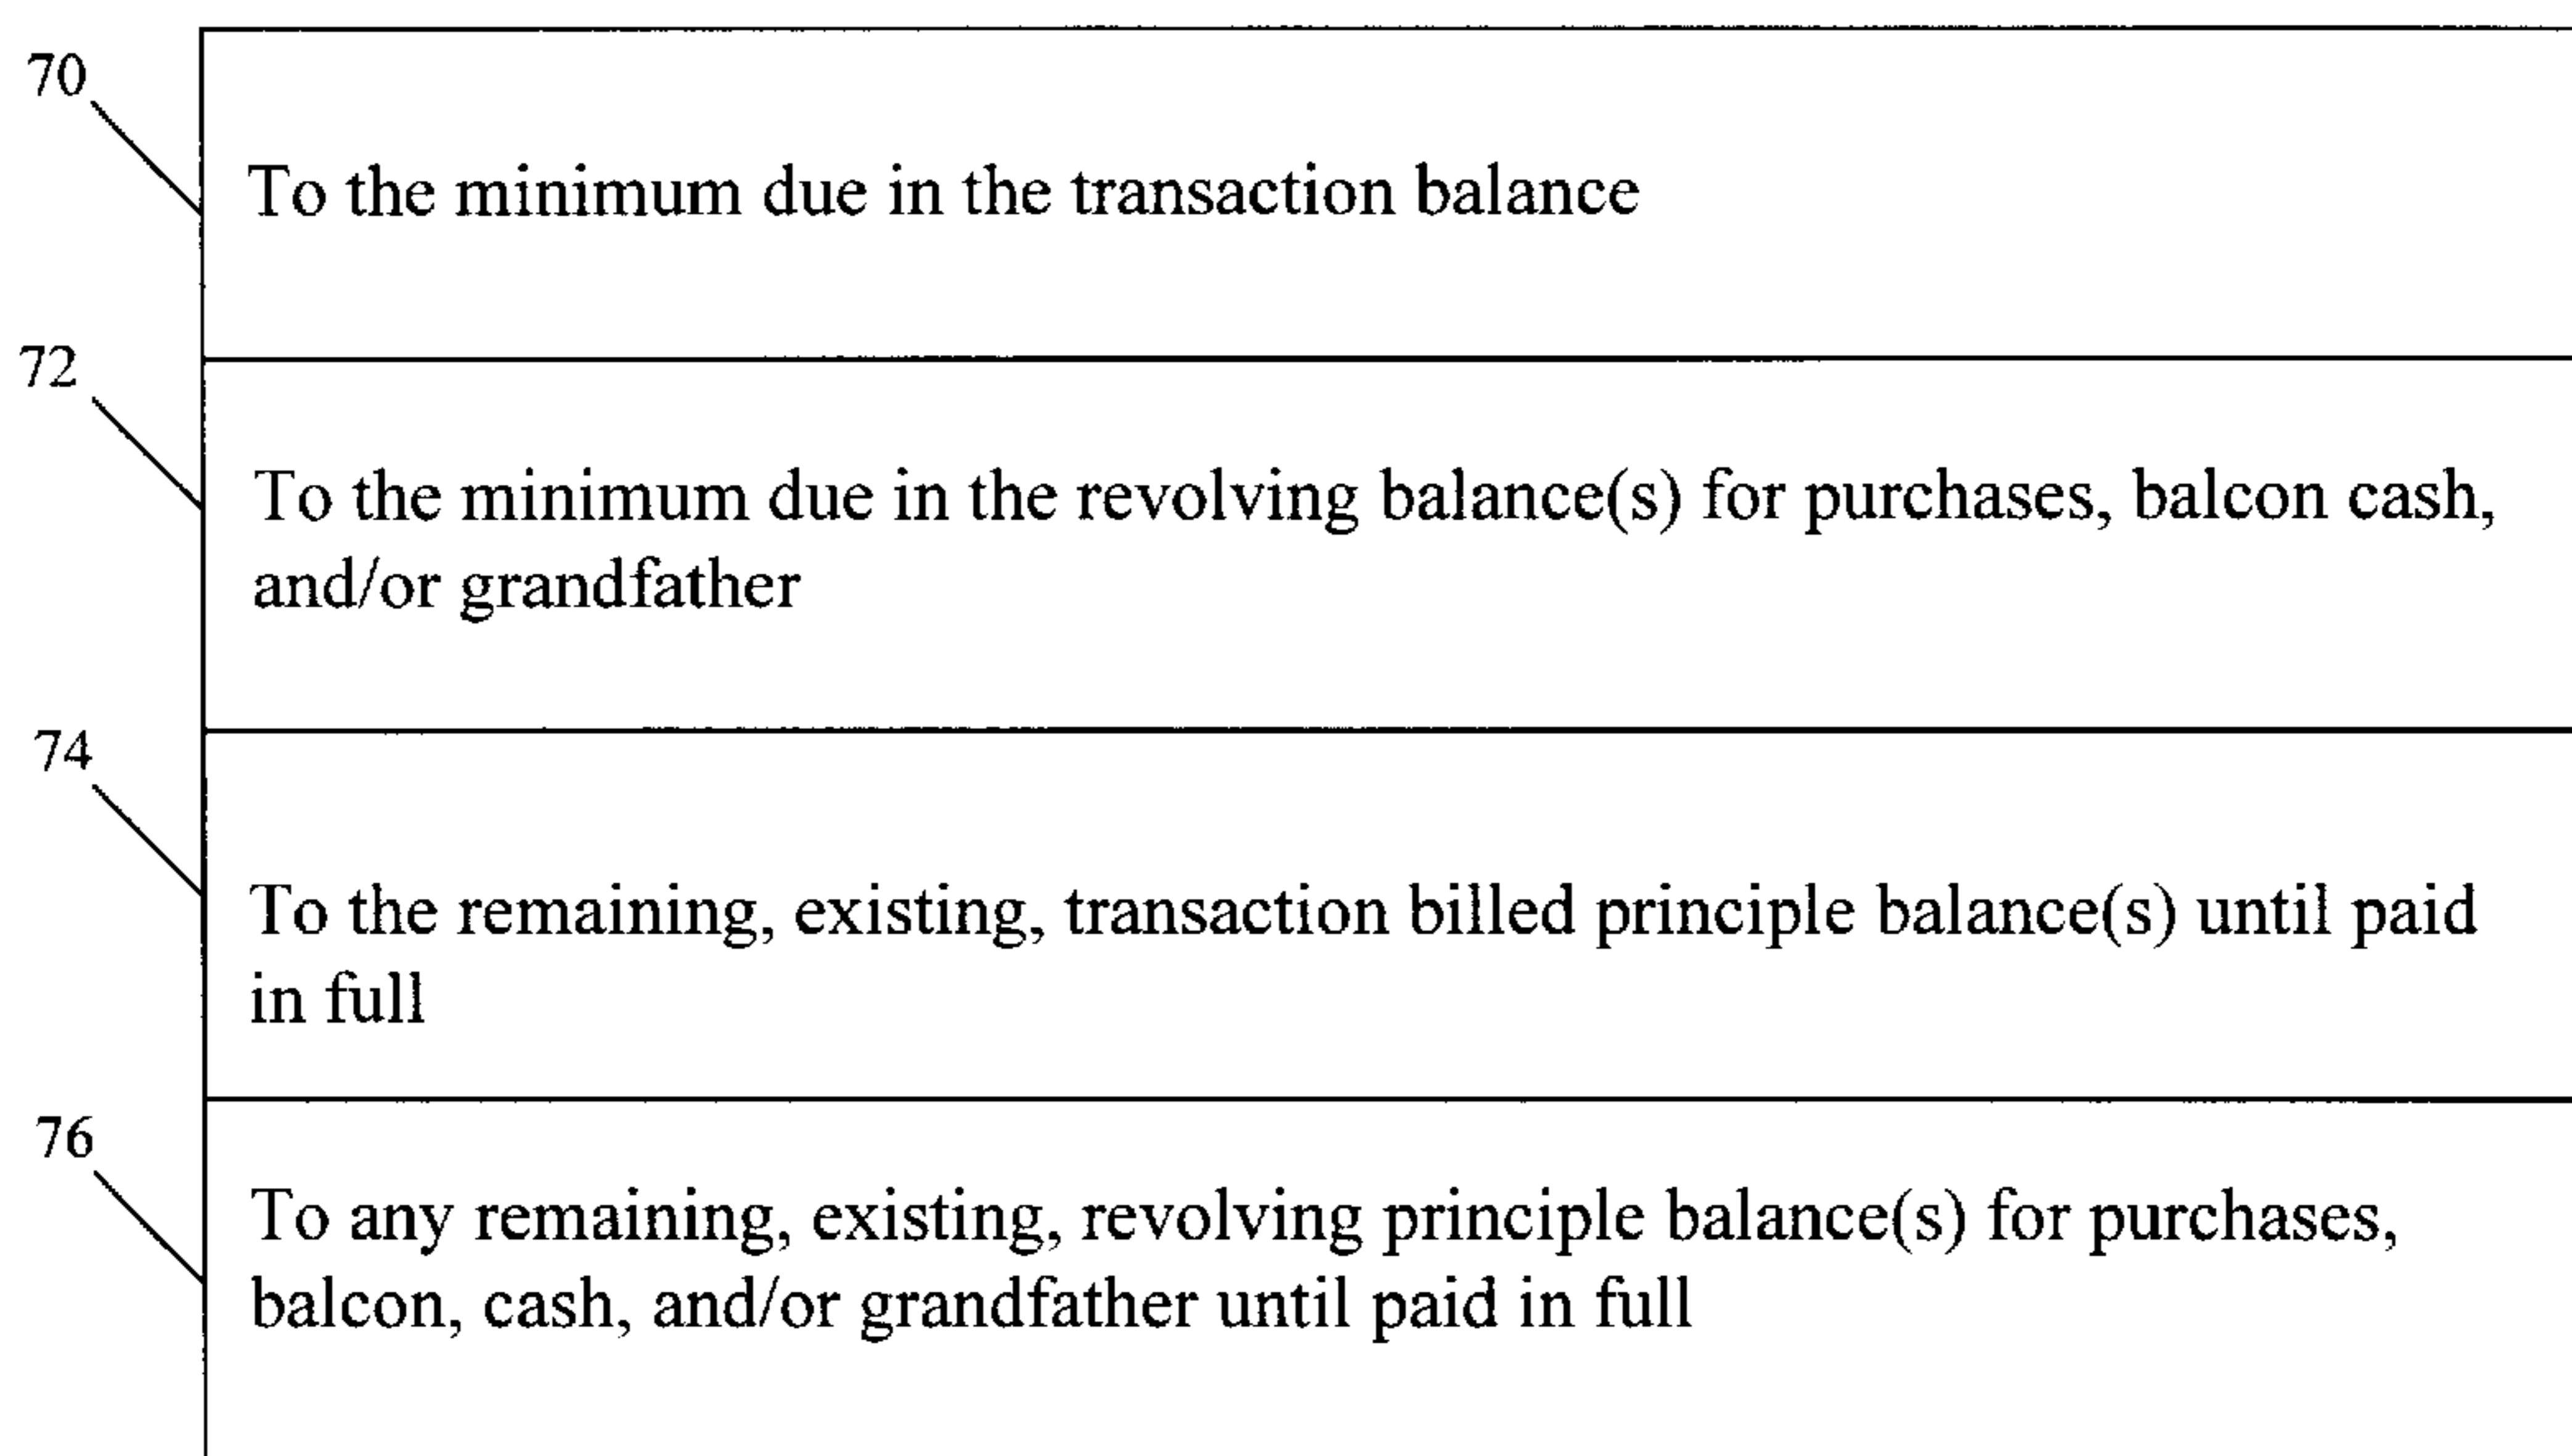 70
To the minimum due in the transaction balance
72
To the minimum due in the revolving balance(s) for purchases, balcon cash,
and/or grandfather
74
To the remaining, existing, transaction billed principle balance(s) until paid
in full
76
To any remaining, existing, revolving principle balance(s) for purchases,
balcon, cash, and/or grandfather until paid in full